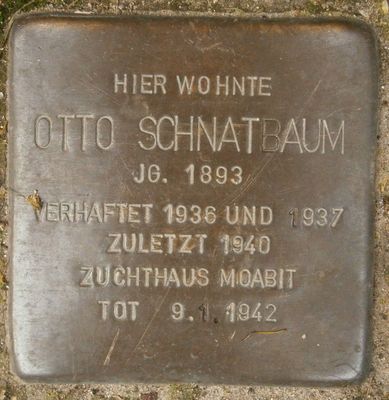 HIER WOHNTE
OTTO SCHNATBAUM
JG. 1893
VERHAFTET 1936 UND 1937
ZULETZT 1940
ZUCHTHAUS MOABIT
TOT 9.1.1942